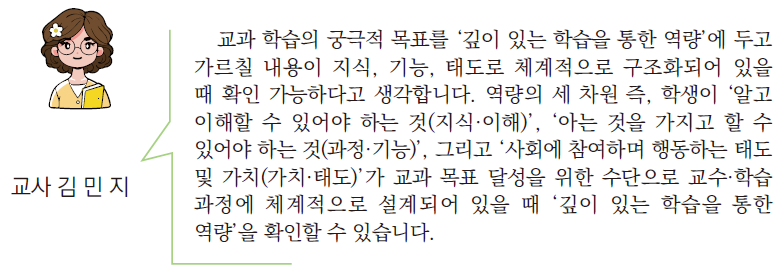 교과 학습의 궁극적 목표를 ‘깊이 있는 학습을 통한 역량’에 두고
가르칠 내용이 지식, 기능, 태도로 체계적으로 구조화되어 있을
때 확인 가능하다고 생각합니다. 역량의 세 차원 즉, 학생이 ‘알고
이해할 수 있어야 하는 것(지식·이해)’, ‘아는 것을 가지고 할 수
있어야 하는 것(과정·기능)’, 그리고 ‘사회에 참여하며 행동하는 태도
및 가치(가치·태도)’가 교과 목표 달성을 위한 수단으로 교수·학습
과정에 체계적으로 설계되어 있을 때 ‘깊이 있는 학습을 통한
역량’을 확인할 수 있습니다.
교사 김 민 지